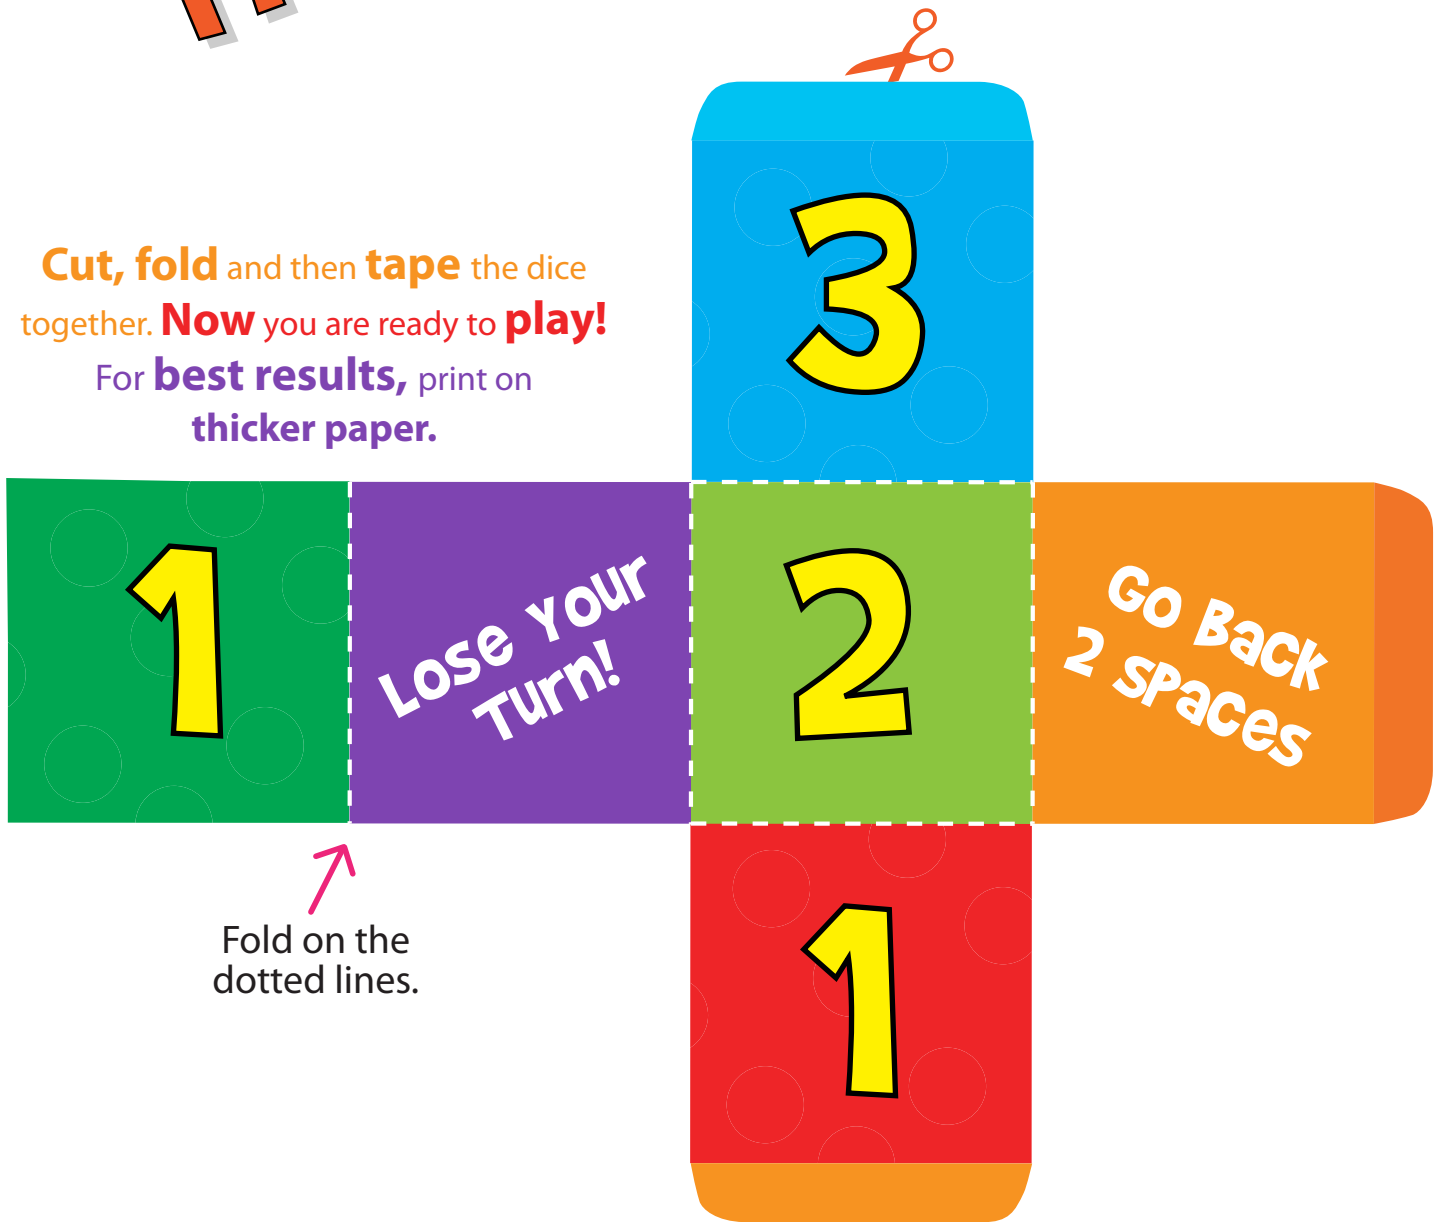 Cut, fold and then tape the dice
together. Now you are ready to play!
For best results, print on
thicker paper.
3
1
Lose Your
Turn!
2
Go Back
2 Spaces
Fold on the
dotted lines.
1